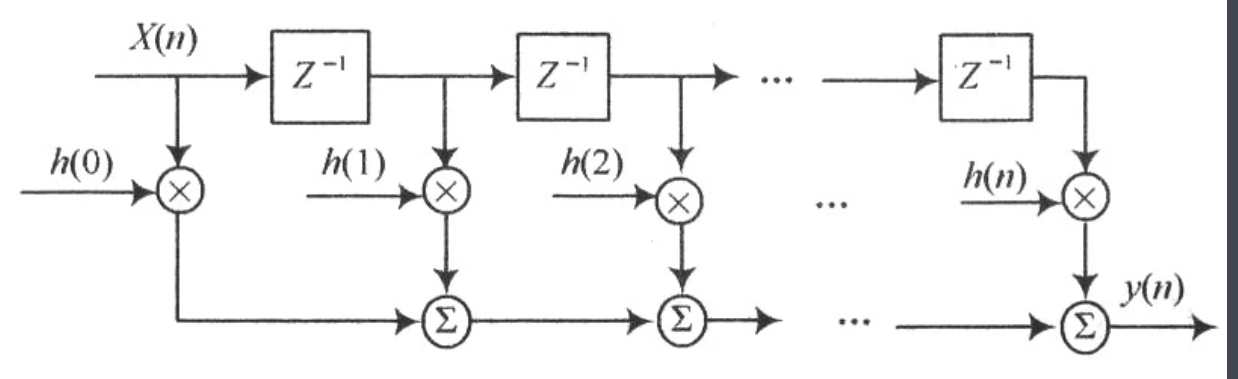 X(n)
Z⁻¹ Z⁻¹ ... Z⁻¹
h(0) h(1) h(2) h(n)
× × × ... ×
Σ Σ ... Σ y(n)